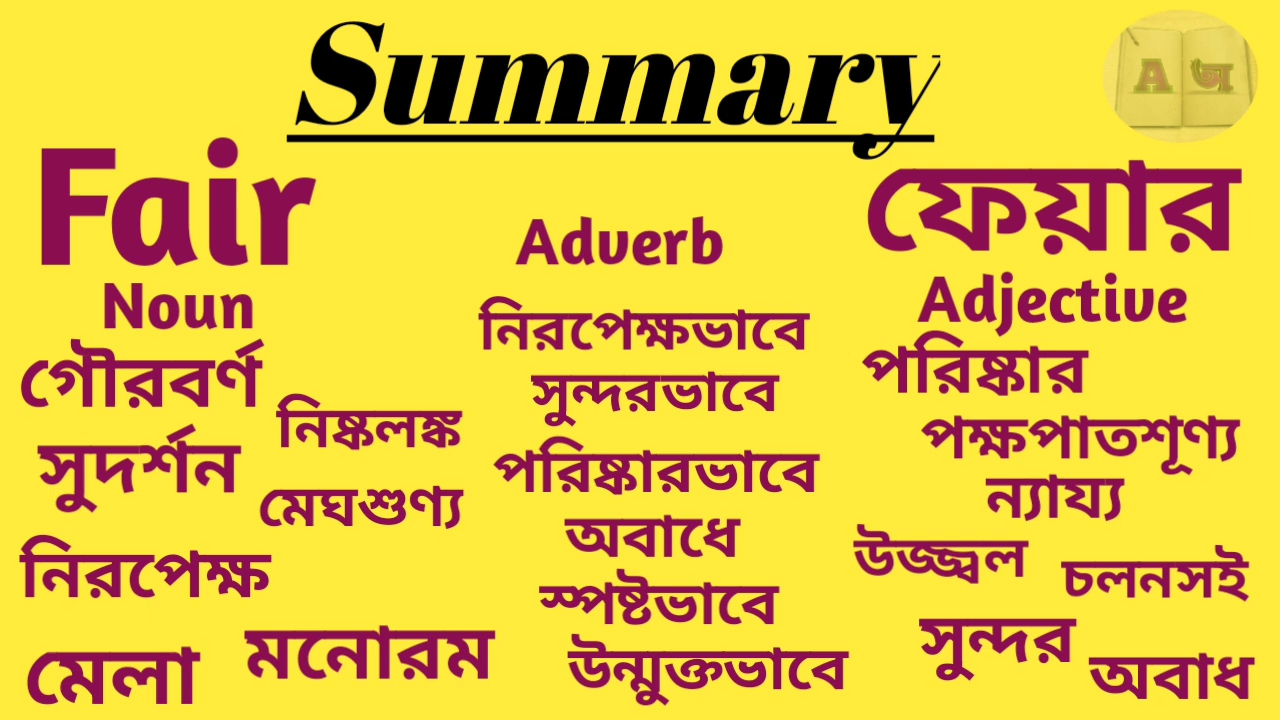 Summary
A অ
Fair
ফেয়ার
Noun
গৌরবর্ণ
নিষ্কলঙ্ক
সুদর্শন
মেঘশুণ্য
নিরপেক্ষ
মেলা
মনোরম
Adverb
নিরপেক্ষভাবে
সুন্দরভাবে
পরিষ্কারভাবে
অবাধে
স্পষ্টভাবে
উন্মুক্তভাবে
Adjective
পরিষ্কার
পক্ষপাতশূণ্য
ন্যায্য
উজ্জ্বল
চলনসই
সুন্দর
অবাধ